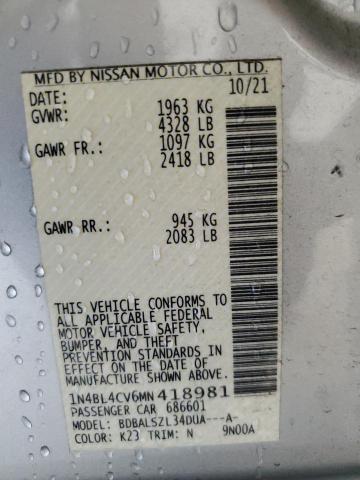 MFD BY NISSAN MOTOR CO., LTD.
DATE: 10/21
GVWR: 1963 KG
4328 LB
GAWR FR: 1097 KG
2418 LB
GAWR RR: 945 KG
2083 LB
THIS VEHICLE CONFORMS TO
ALL APPLICABLE FEDERAL
MOTOR VEHICLE SAFETY,
BUMPER, AND THEFT
PREVENTION STANDARDS IN
EFFECT ON THE DATE OF
MANUFACTURE SHOWN ABOVE.
1N4BL4CV6MN418981
PASSENGER CAR 686601
MODEL: BDBALSZL34DUA---A-
COLOR: K23 TRIM: N 9N00A